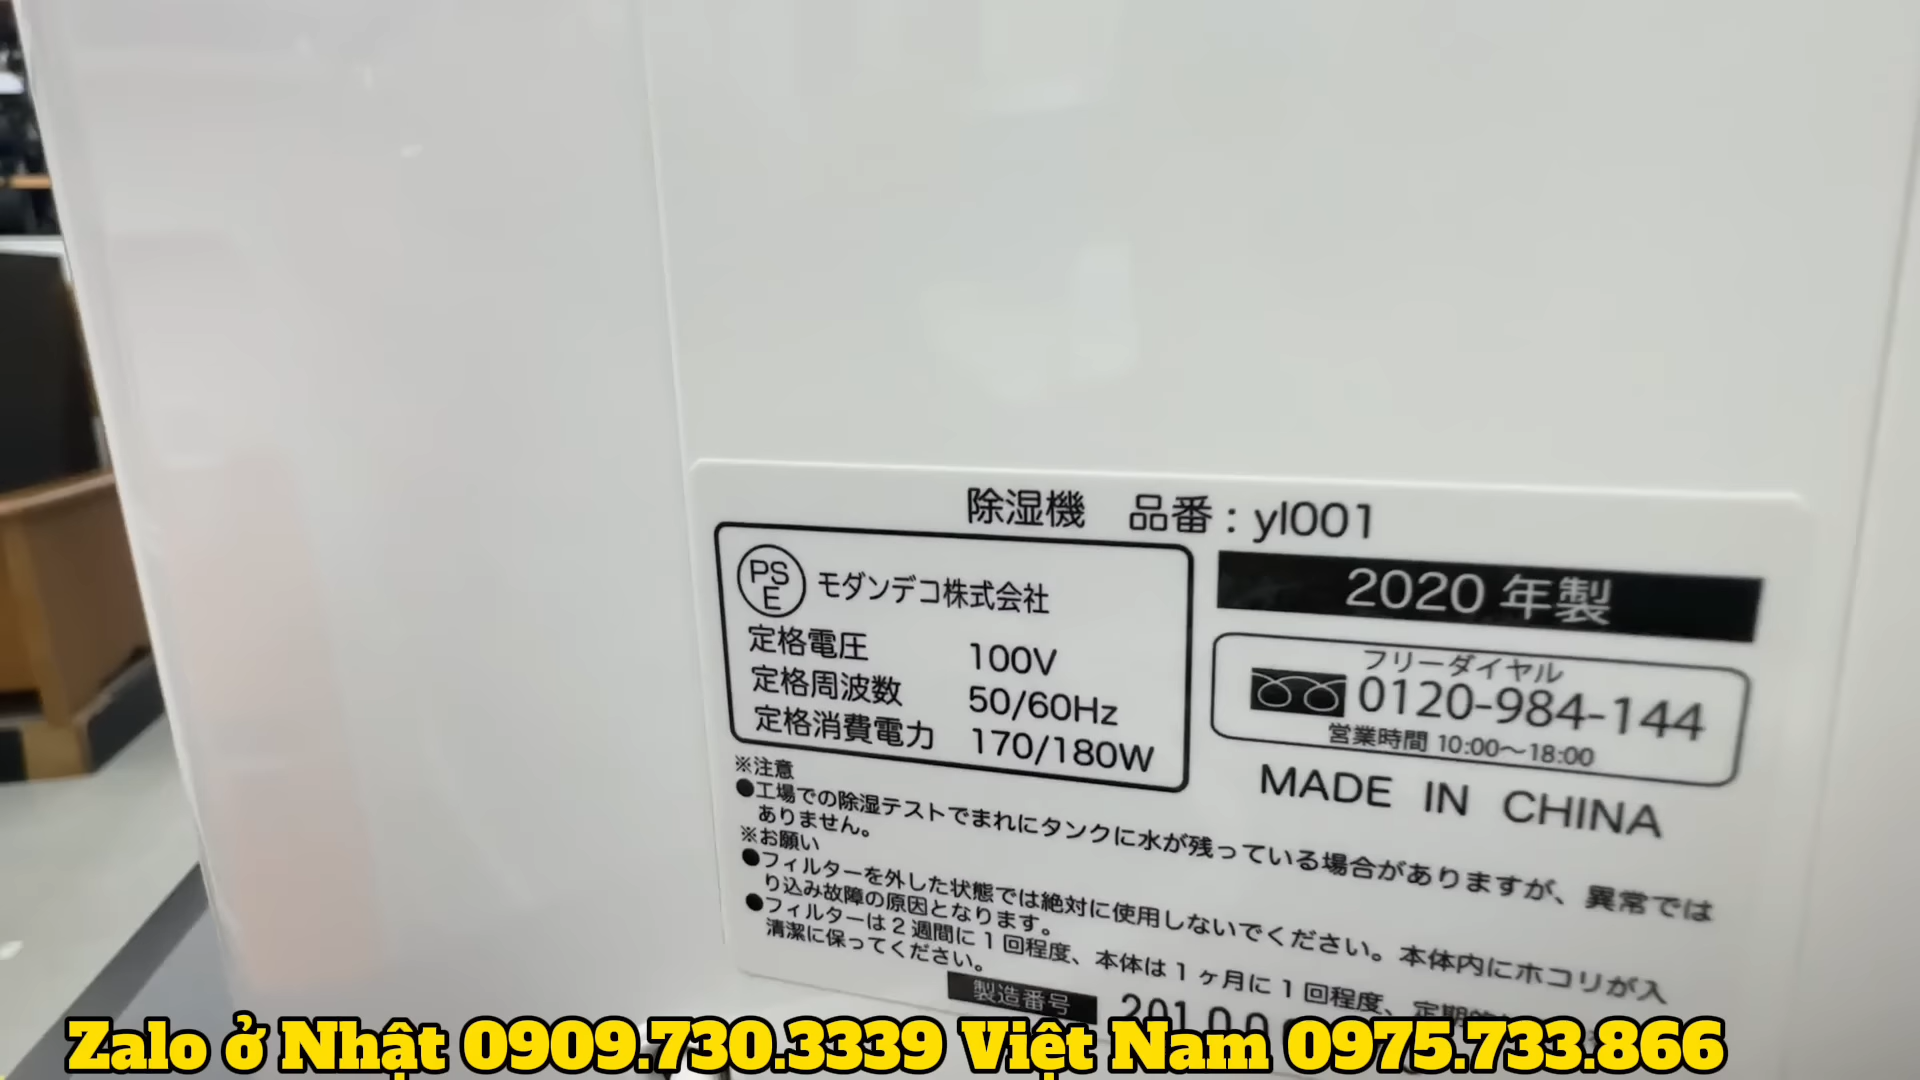 除湿機 品番：yl001
PS
E
モダンデコ株式会社
定格電圧 100V
定格周波数 50/60Hz
定格消費電力 170/180W
2020 年製
フリーダイヤル
0120-984-144
営業時間 10:00〜18:00
MADE IN CHINA
※注意
●工場での除湿テストでまれにタンクに水が残っている場合がありますが、異常では
ありません。
※お願い
●フィルターを外した状態では絶対に使用しないでください。本体内にホコリが入
り込み故障の原因となります。
●フィルターは2週間に1回程度、本体は1ヶ月に1回程度、
清潔に保ってください。
製造番号
Zalo ở Nhật 0909.730.3339 Việt Nam 0975.733.866